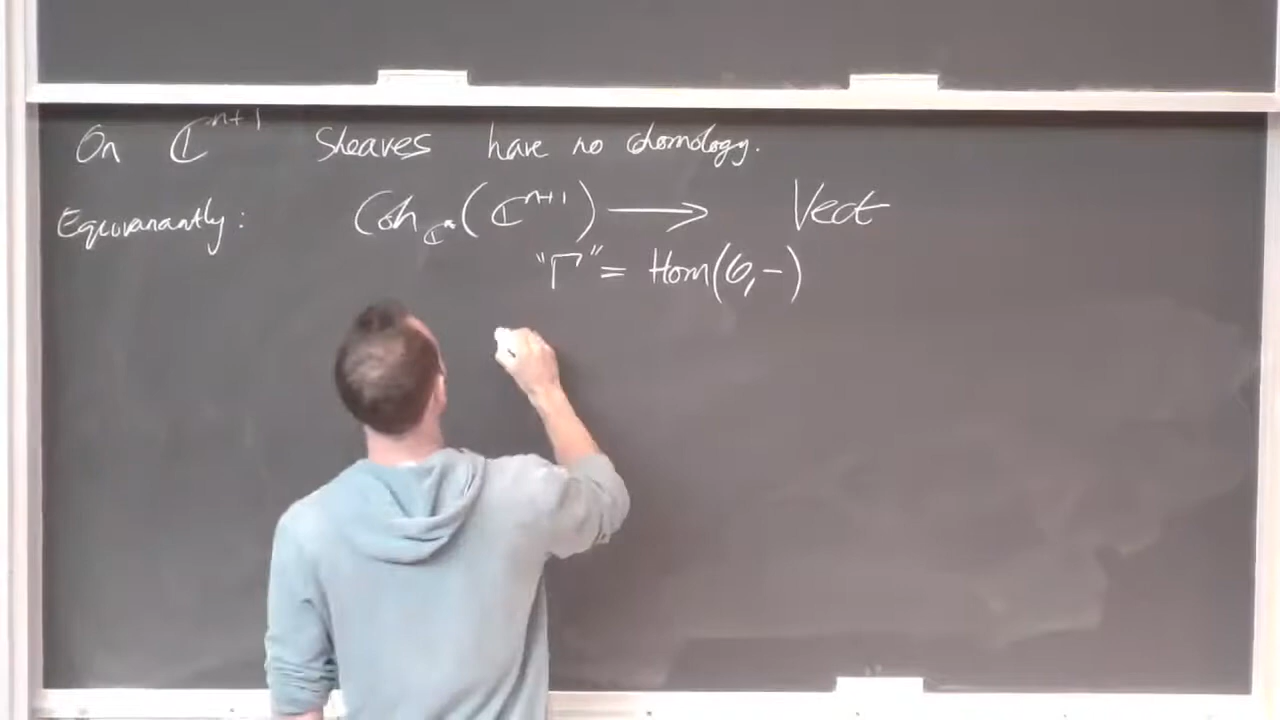 On ℂ^{n+1} Sheaves have no cohomology.
Equivariantly: Coh_{ℂ*}(ℂ^{n+1}) ⟶ Vect
"Γ" = Hom(O, −)